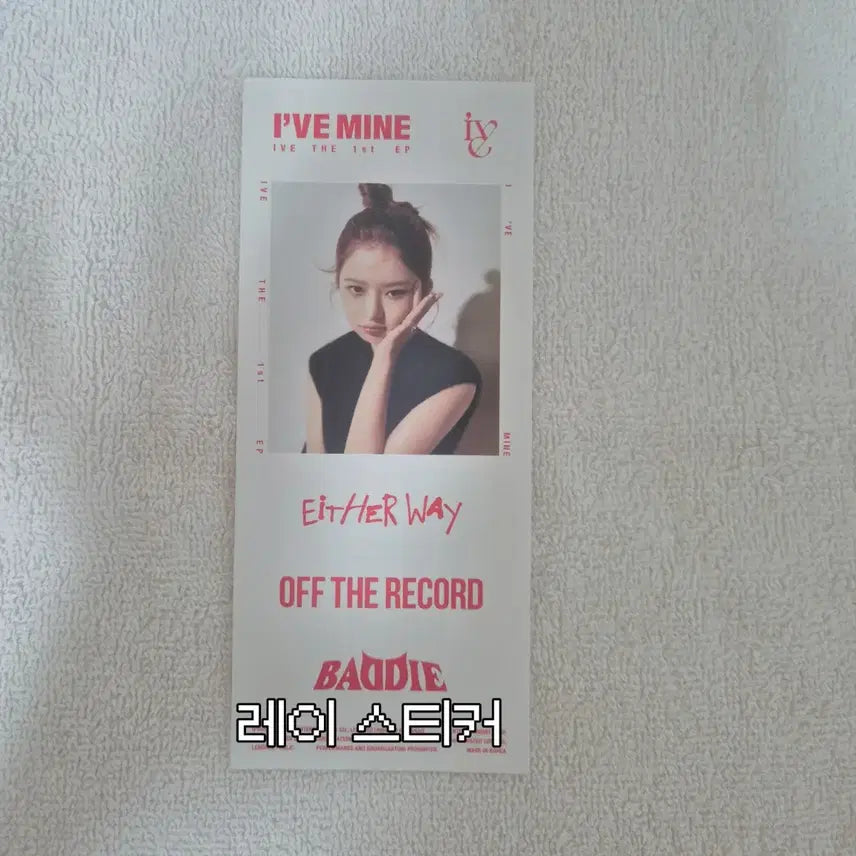 I'VE MINE
IVE THE 1st EP
ive
IVE THE 1st EP
I'VE MINE
EiTHER WAY
OFF THE RECORD
BADDIE
레이 스티커
MADE IN KOREA